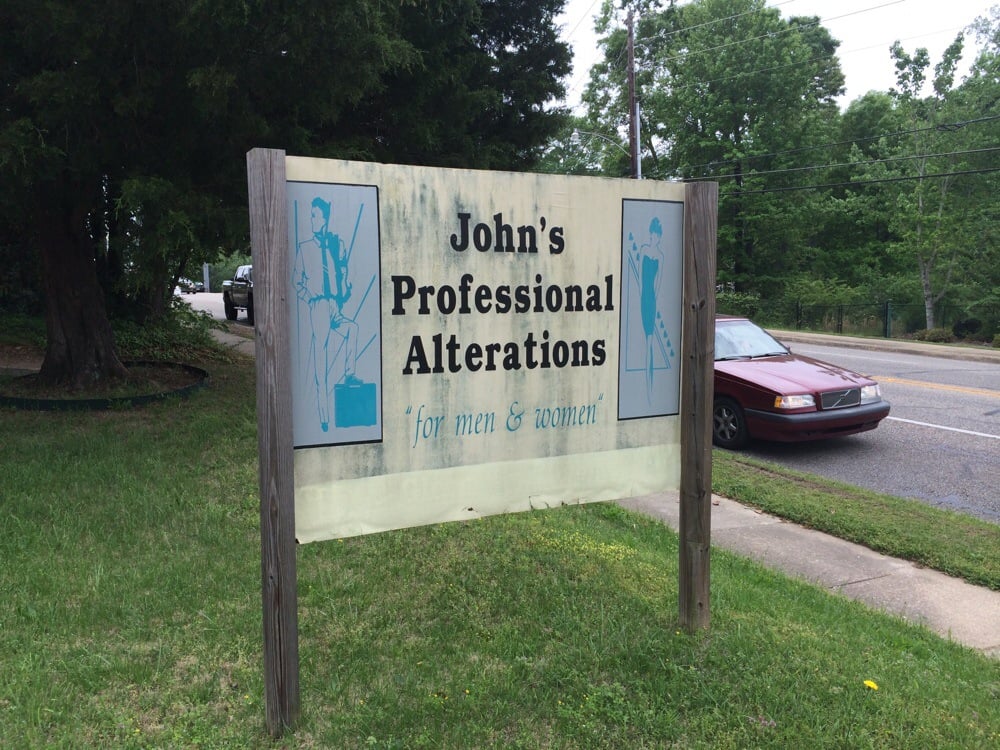 John's
Professional
Alterations
"for men & women"